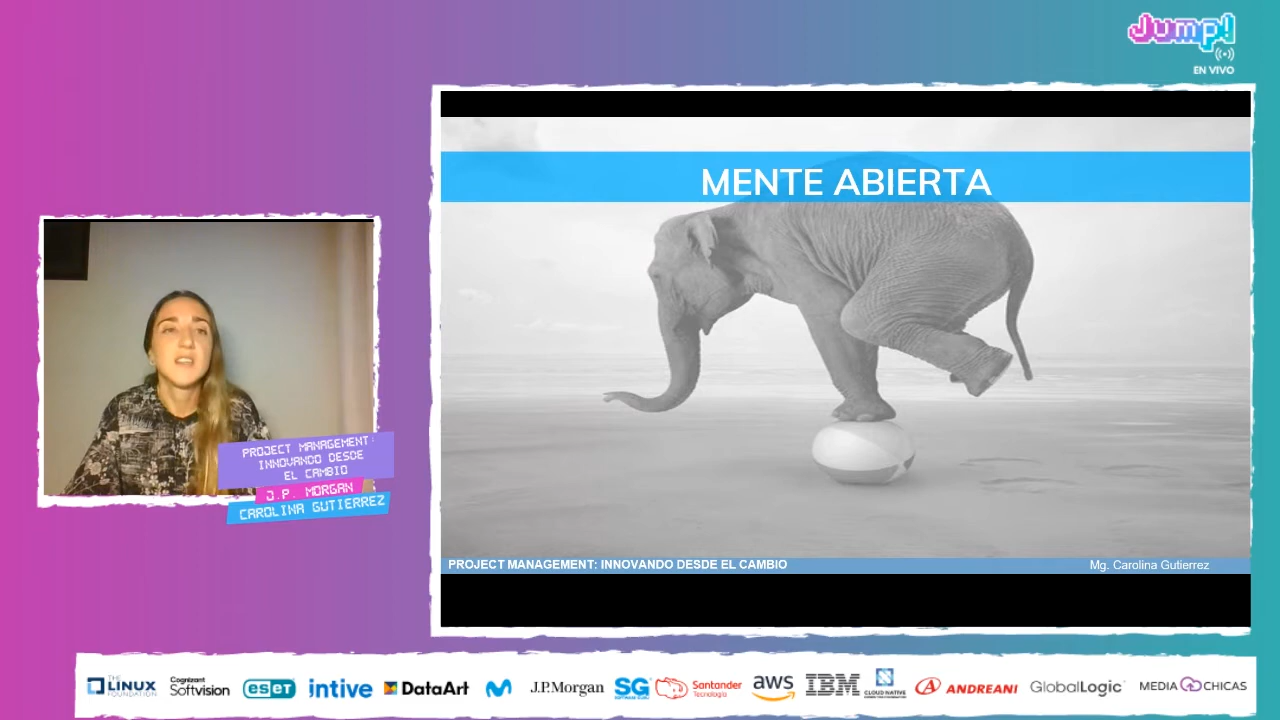 Jump!
EN VIVO
MENTE ABIERTA
PROJECT MANAGEMENT:
INNOVANDO DESDE
EL CAMBIO
J.P. MORGAN
CAROLINA GUTIERREZ
PROJECT MANAGEMENT: INNOVANDO DESDE EL CAMBIO
Mg. Carolina Gutierrez
THE LINUX FOUNDATION
Cognizant Softvision
eseT
intive
DataArt
J.P.Morgan
SG
Santander Tecnología
aws
IBM
CLOUD NATIVE
ANDREANI
GlobalLogic
MEDIA CHICAS